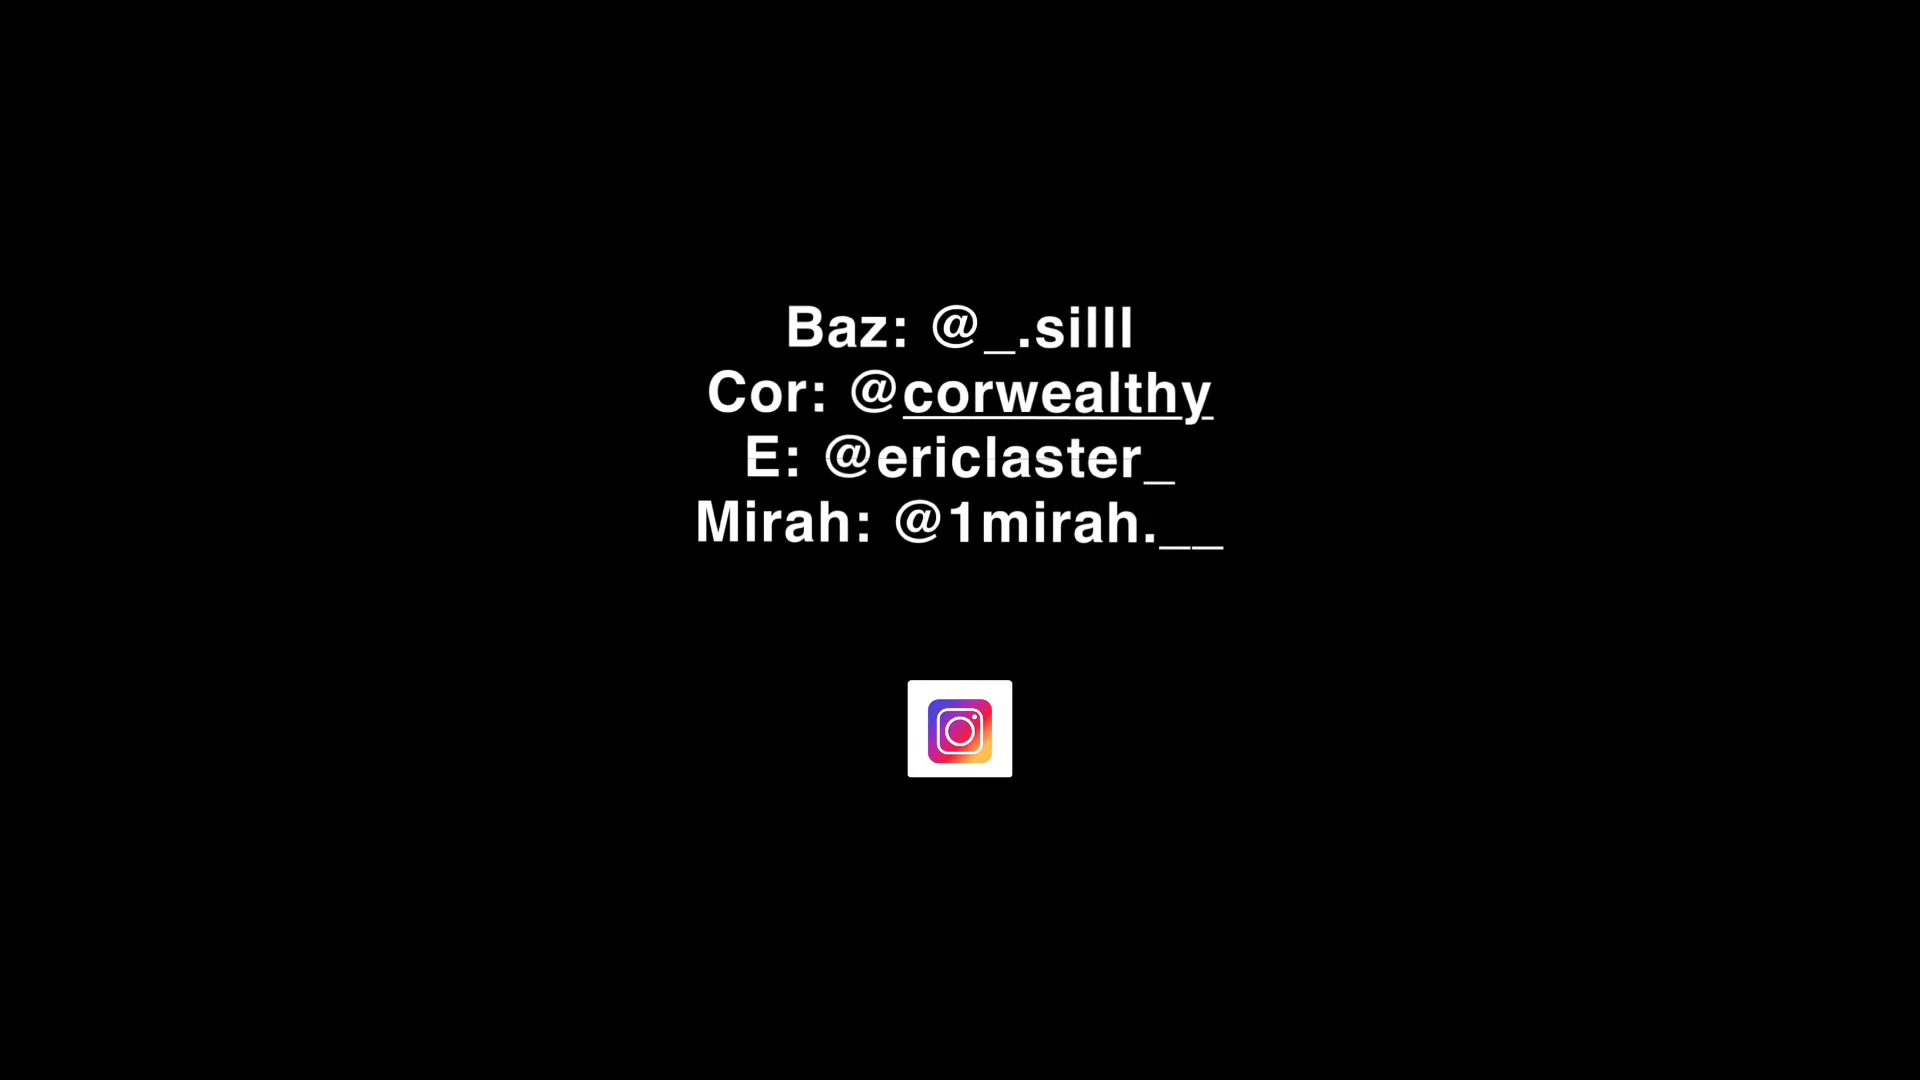 Baz: @_.silll
Cor: @corwealthy
E: @ericlaster_
Mirah: @1mirah.__